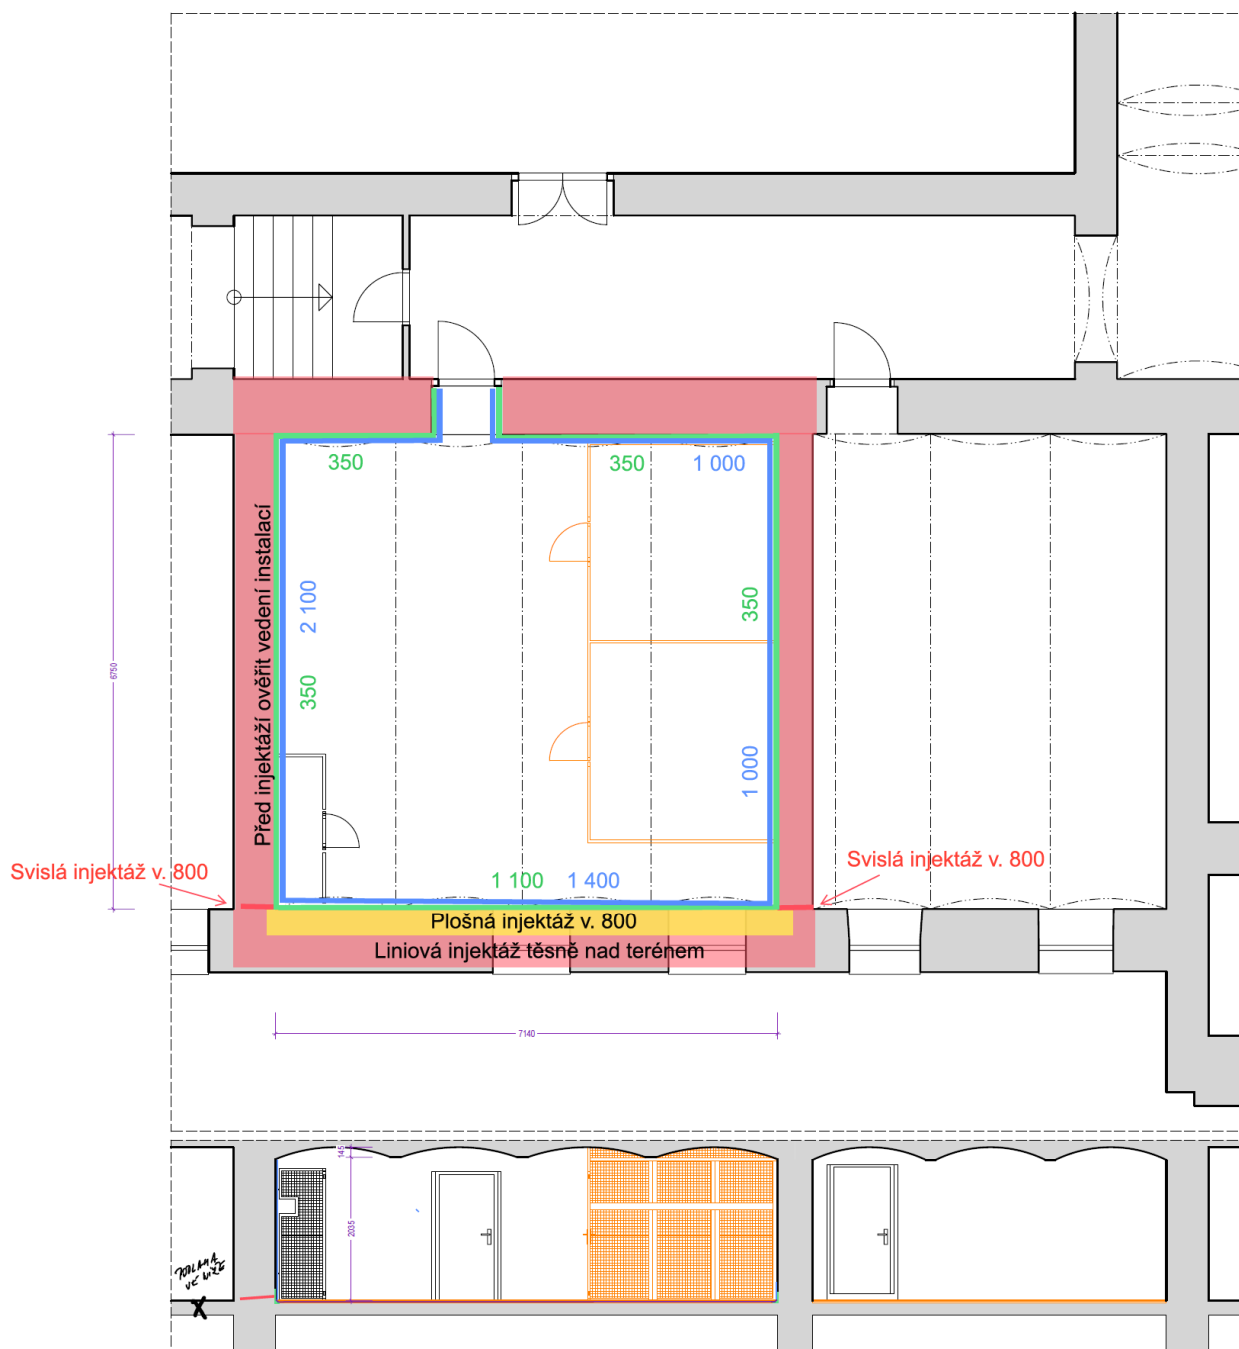 350
350
1 000
Před injektáží ověřit vedení instalací
2 100
350
350
6750
1 000
Svislá injektáž v. 800
Svislá injektáž v. 800
1 100
1 400
Plošná injektáž v. 800
Liniová injektáž těsně nad terénem
7140
145
2035
X